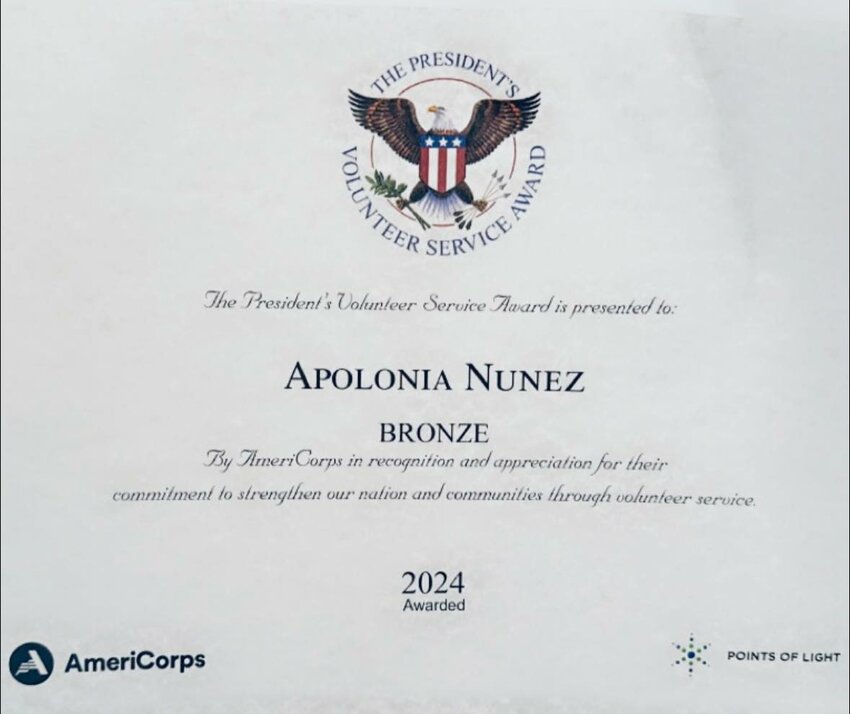 THE PRESIDENT'S
VOLUNTEER SERVICE AWARD
The President's Volunteer Service Award is presented to:
APOLONIA NUNEZ
BRONZE
By AmeriCorps in recognition and appreciation for their
commitment to strengthen our nation and communities through volunteer service.
2024
Awarded
AmeriCorps
POINTS OF LIGHT